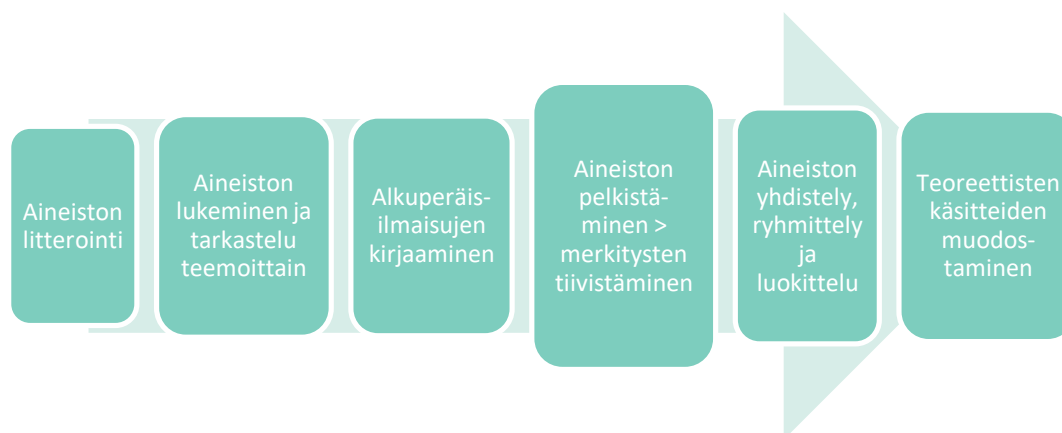 Aineiston
litterointi
Aineiston
lukeminen ja
tarkastelu
teemoittain
Alkuperäis-
ilmaisujen
kirjaaminen
Aineiston
pelkistä-
minen >
merkitysten
tiivistäminen
Aineiston
yhdistely,
ryhmittely
ja
luokittelu
Teoreettisten
käsitteiden
muodos-
taminen